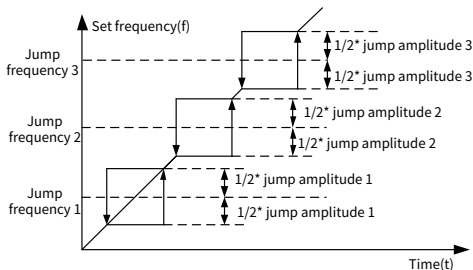 Set frequency(f)
Jump
frequency 3
1/2* jump amplitude 3
1/2* jump amplitude 3
Jump
frequency 2
1/2* jump amplitude 2
1/2* jump amplitude 2
Jump
frequency 1
1/2* jump amplitude 1
1/2* jump amplitude 1
Time(t)